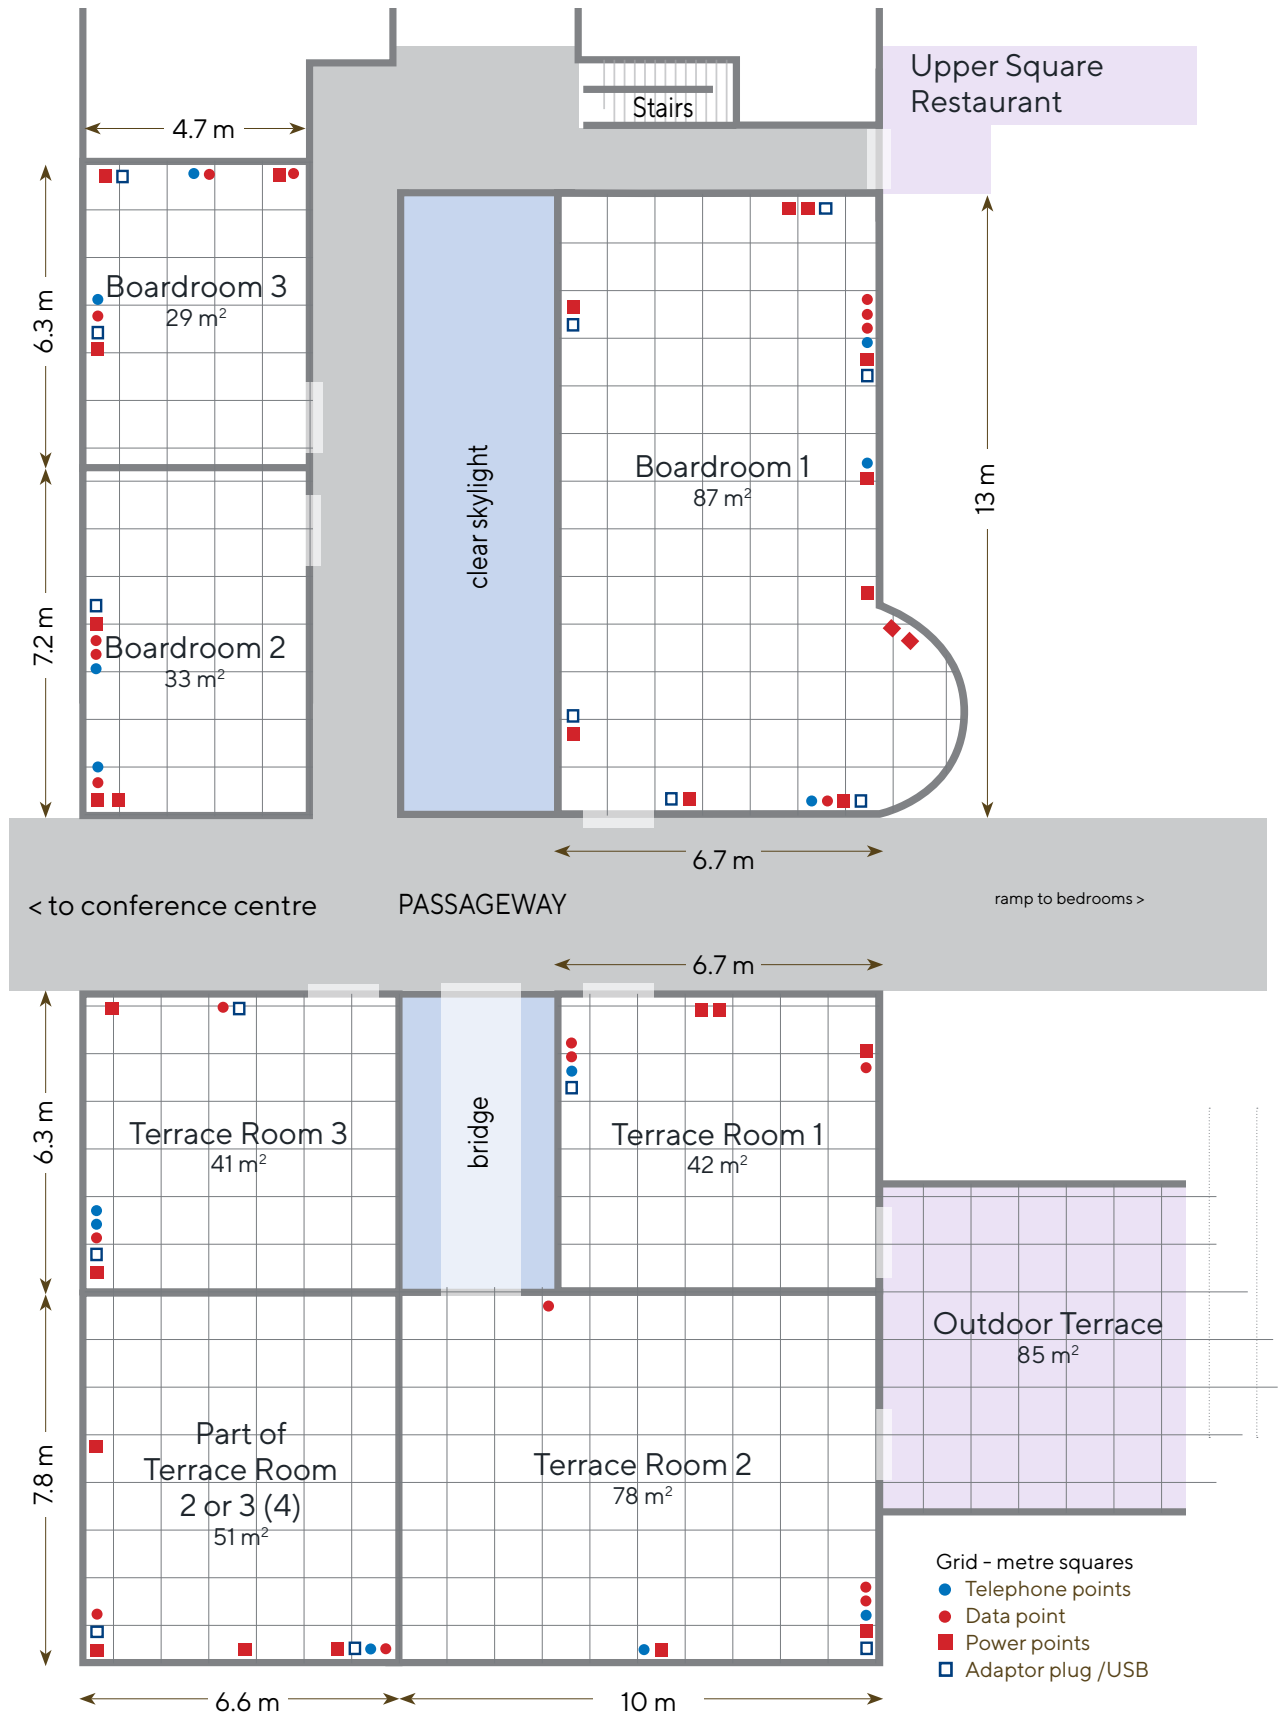 Upper Square
Restaurant
Stairs
4.7 m
6.3 m
Boardroom 3
29 m²
clear skylight
Boardroom 1
87 m²
13 m
7.2 m
Boardroom 2
33 m²
6.7 m
< to conference centre
PASSAGEWAY
ramp to bedrooms >
6.7 m
6.3 m
Terrace Room 3
41 m²
bridge
Terrace Room 1
42 m²
Outdoor Terrace
85 m²
7.8 m
Part of
Terrace Room
2 or 3 (4)
51 m²
Terrace Room 2
78 m²
Grid - metre squares
Telephone points
Data point
Power points
Adaptor plug /USB
6.6 m
10 m